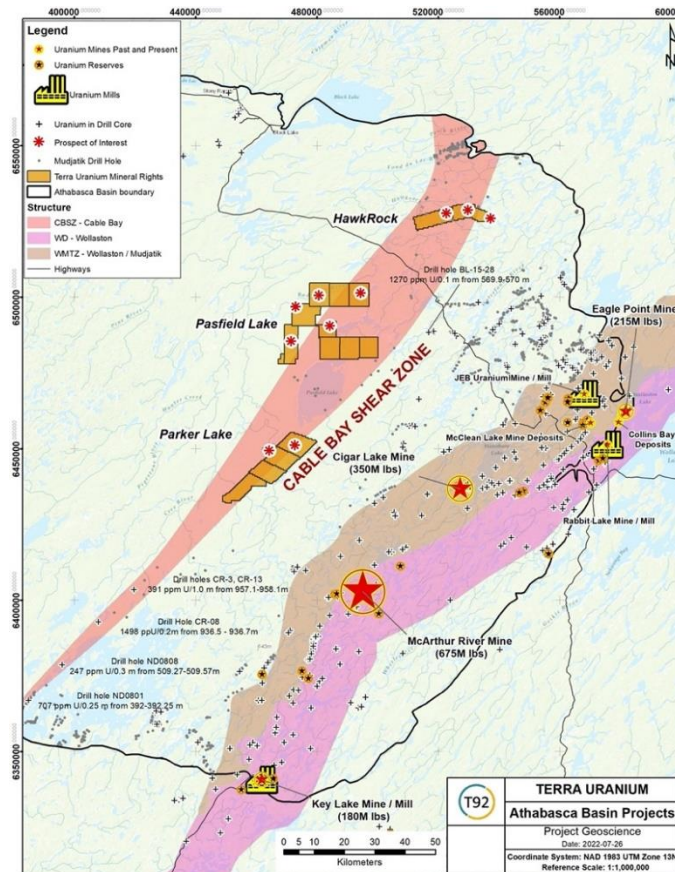 400000 440000 480000 520000 560000
Legend
Uranium Mines Past and Present
Uranium Reserves
Uranium Mills
Uranium in Drill Core
Prospect of Interest
Mudjatik Drill Hole
Terra Uranium Mineral Rights
Athabasca Basin boundary
Structure
CBSZ - Cable Bay
WD - Wollaston
WMTZ - Wollaston / Mudjatik
Highways
N
6550000
6500000
6450000
6400000
6350000
HawkRock
Drill hole BL-15-28
1270 ppm U/0.1 m from 569.9-570 m
Eagle Point Mine
(215M lbs)
Pasfield Lake
JEB Uranium Mine / Mill
CABLE BAY SHEAR ZONE
Parker Lake
McClean Lake Mine Deposits
Collins Bay
Deposits
Cigar Lake Mine
(350M lbs)
Rabbit Lake Mine / Mill
Drill holes CR-3, CR-13
391 ppm U/1.0 m from 957.1-958.1m
Drill Hole CR-08
1498 ppU/0.2m from 936.5 - 936.7m
McArthur River Mine
(675M lbs)
Drill hole ND0808
247 ppm U/0.3 m from 509.27-509.57m
Drill hole ND0801
707 ppm U/0.25 m from 392-392.25 m
Key Lake Mine / Mill
(180M lbs)
0 5 10 20 30 40 50
Kilometers
T92
TERRA URANIUM
Athabasca Basin Projects
Project Geoscience
Date: 2022-07-26
Coordinate System: NAD 1983 UTM Zone 13N
Reference Scale: 1:1,000,000